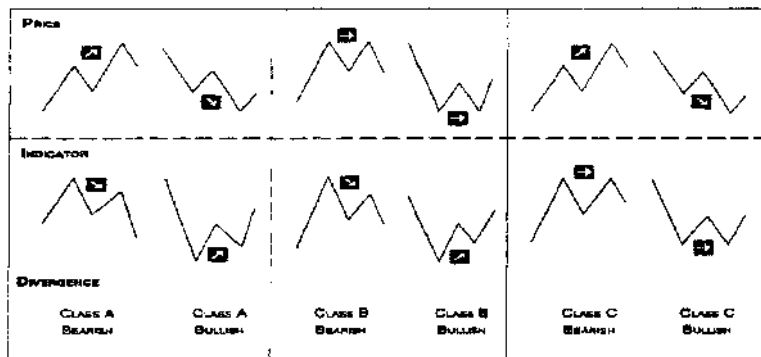 PRICE
INDICATOR
DIVERGENCE
CLASS A CLASS A CLASS B CLASS B CLASS C CLASS C
BEARISH BULLISH BEARISH BULLISH BEARISH BULLISH